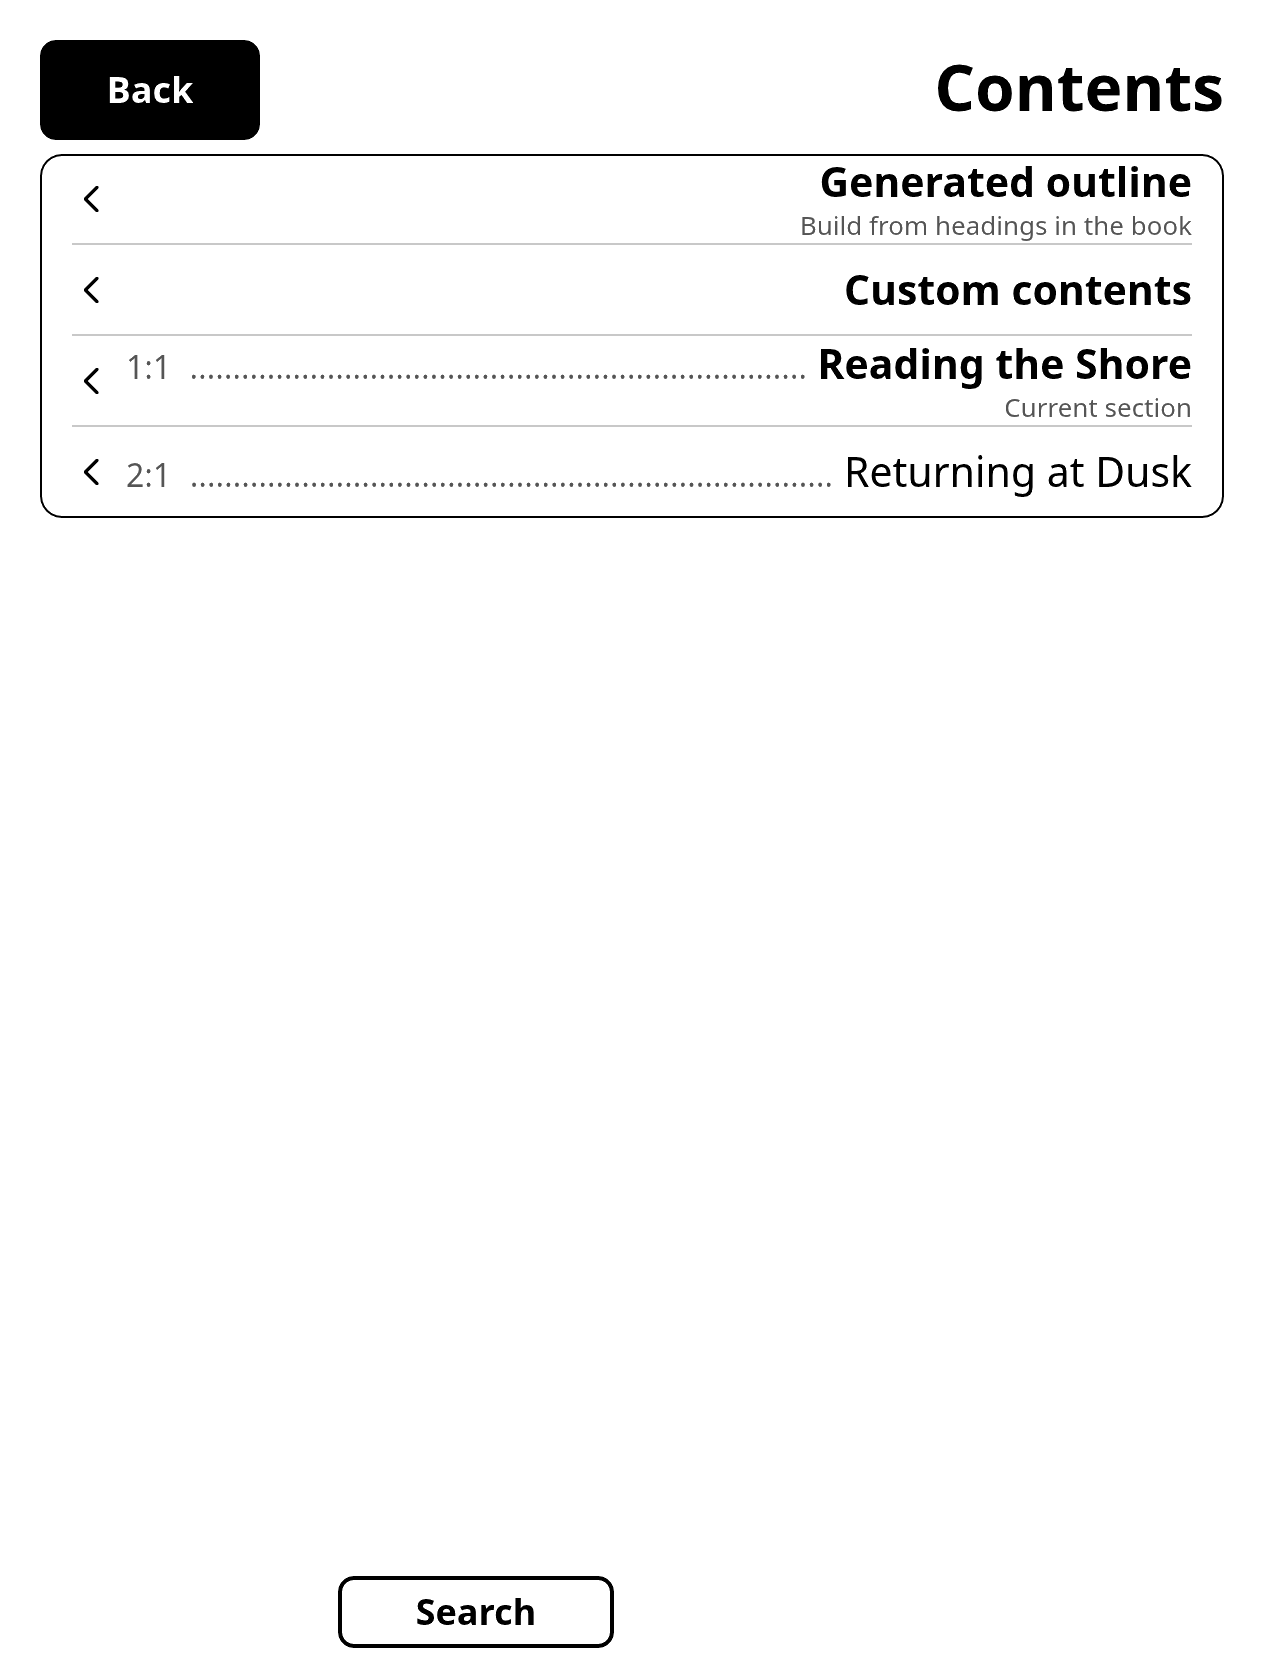 Back
Contents
Generated outline
Build from headings in the book
Custom contents
1:1 ........................................................................ Reading the Shore
Current section
2:1 ........................................................................... Returning at Dusk
Search